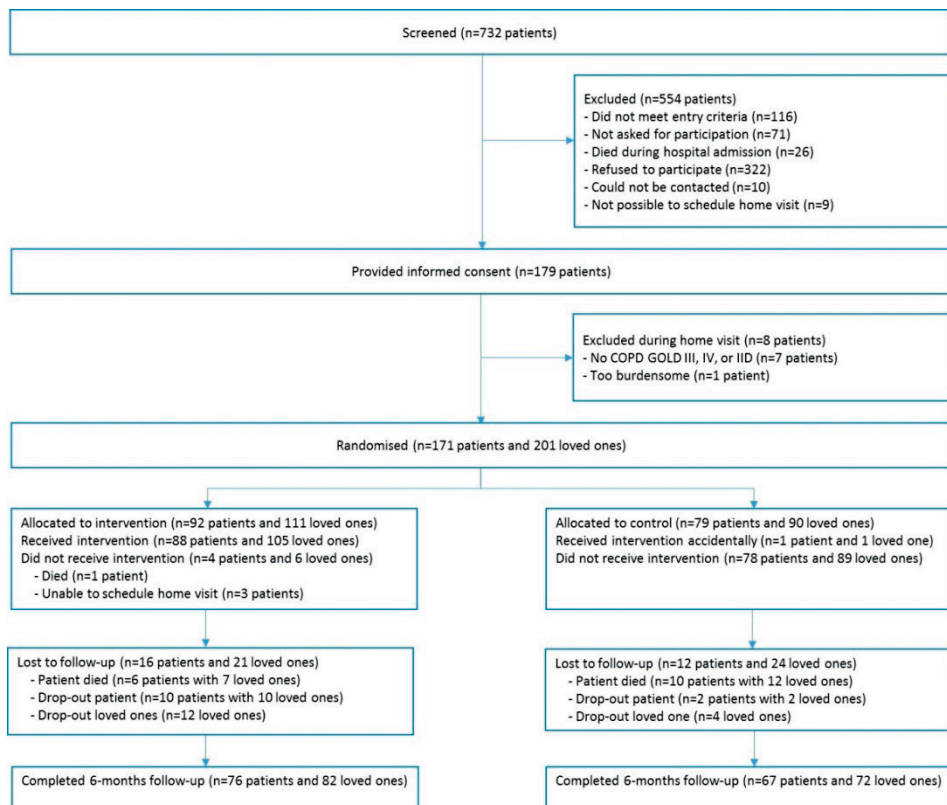 Screened (n=732 patients)
Excluded (n=554 patients)
- Did not meet entry criteria (n=116)
- Not asked for participation (n=71)
- Died during hospital admission (n=26)
- Refused to participate (n=322)
- Could not be contacted (n=10)
- Not possible to schedule home visit (n=9)
Provided informed consent (n=179 patients)
Excluded during home visit (n=8 patients)
- No COPD GOLD III, IV, or IID (n=7 patients)
- Too burdensome (n=1 patient)
Randomised (n=171 patients and 201 loved ones)
Allocated to intervention (n=92 patients and 111 loved ones)
Received intervention (n=88 patients and 105 loved ones)
Did not receive intervention (n=4 patients and 6 loved ones)
- Died (n=1 patient)
- Unable to schedule home visit (n=3 patients)
Allocated to control (n=79 patients and 90 loved ones)
Received intervention accidentally (n=1 patient and 1 loved one)
Did not receive intervention (n=78 patients and 89 loved ones)
Lost to follow-up (n=16 patients and 21 loved ones)
- Patient died (n=6 patients with 7 loved ones)
- Drop-out patient (n=10 patients with 10 loved ones)
- Drop-out loved ones (n=12 loved ones)
Lost to follow-up (n=12 patients and 24 loved ones)
- Patient died (n=10 patients with 12 loved ones)
- Drop-out patient (n=2 patients with 2 loved ones)
- Drop-out loved one (n=4 loved ones)
Completed 6-months follow-up (n=76 patients and 82 loved ones)
Completed 6-months follow-up (n=67 patients and 72 loved ones)